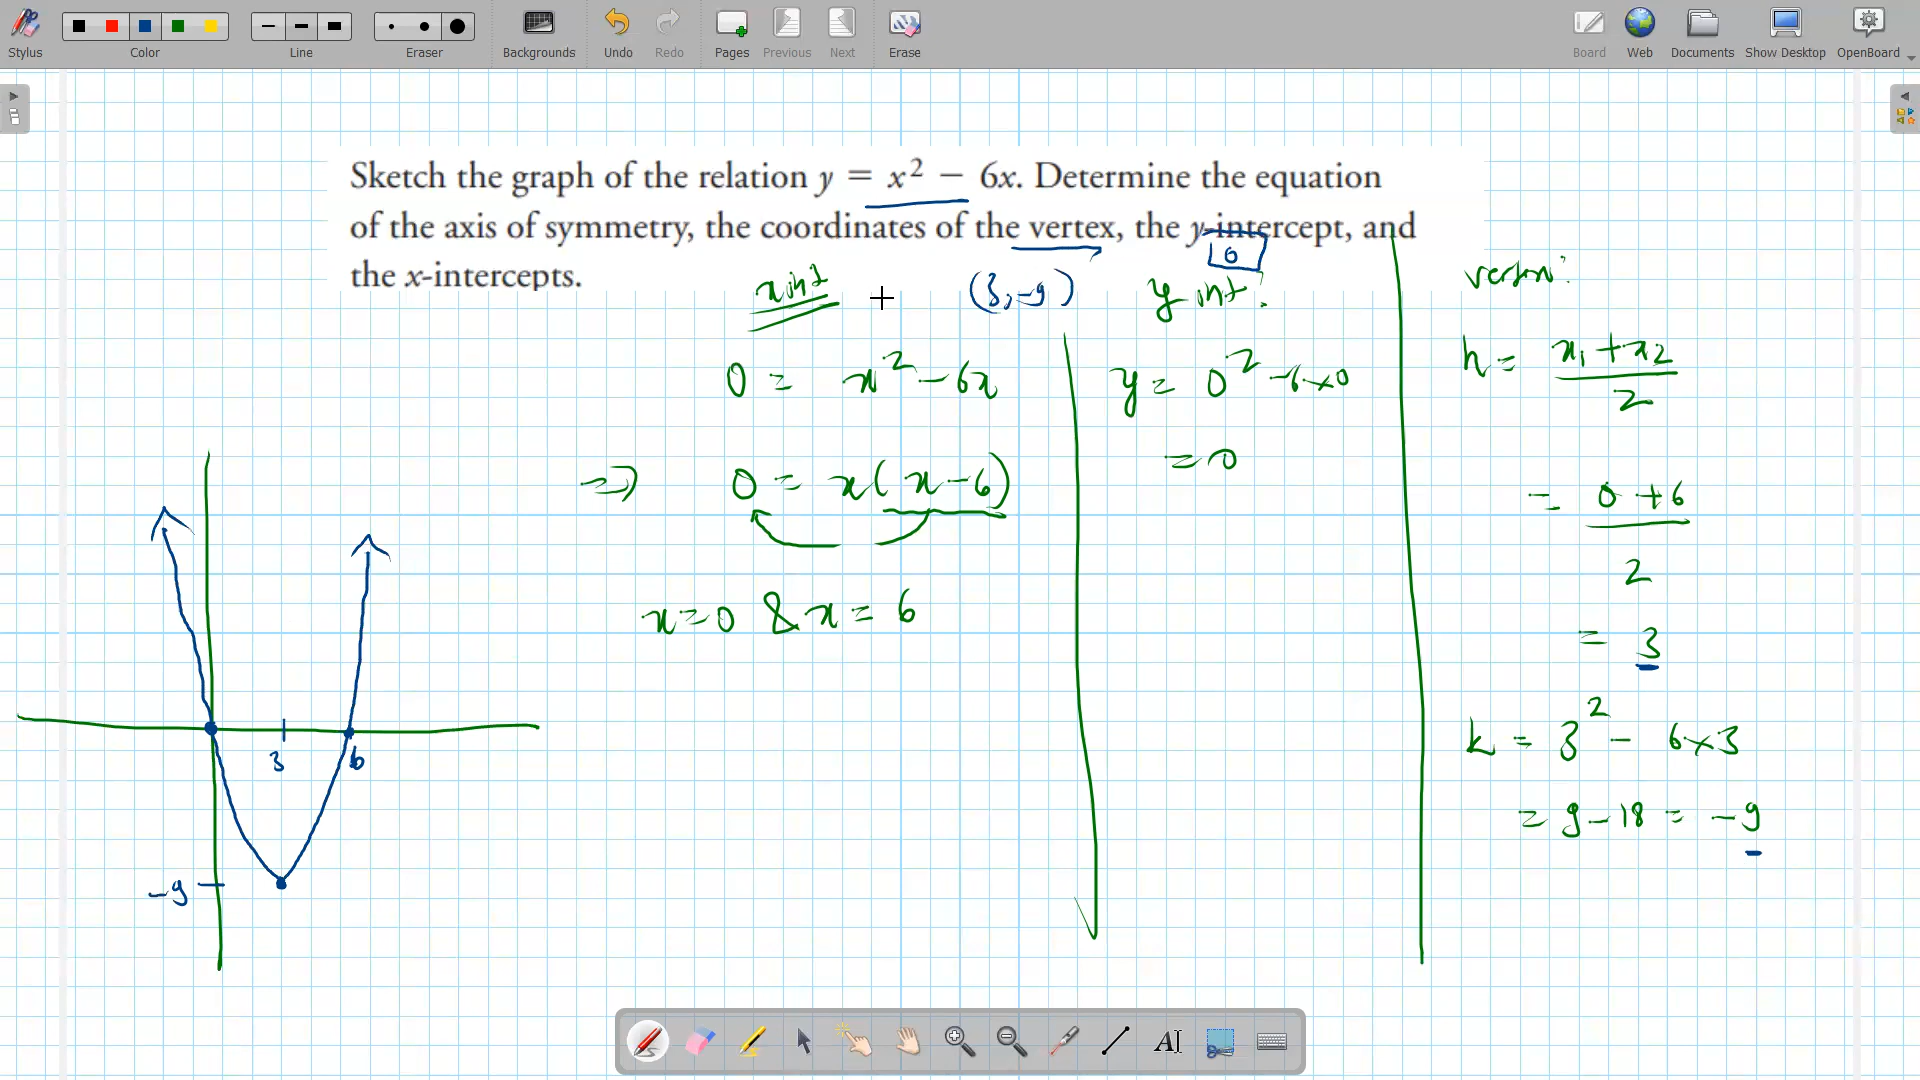 Stylus
Color
Line
Eraser
Backgrounds
Undo
Redo
Pages
Previous
Next
Erase
Board
Web
Documents
Show Desktop
OpenBoard
Sketch the graph of the relation y = x² − 6x. Determine the equation
of the axis of symmetry, the coordinates of the vertex, the y-intercept, and
the x-intercepts.
0
x int
(3, -9)
y int:
0 = x² - 6x
=> 0 = x(x-6)
x=0 & x = 6
y = 0² - 6×0
= 0
vertex:
h = x₁ + x₂
2
= 0 + 6
2
= 3
k = 3² - 6×3
= 9 - 18 = -9
3
6
-9